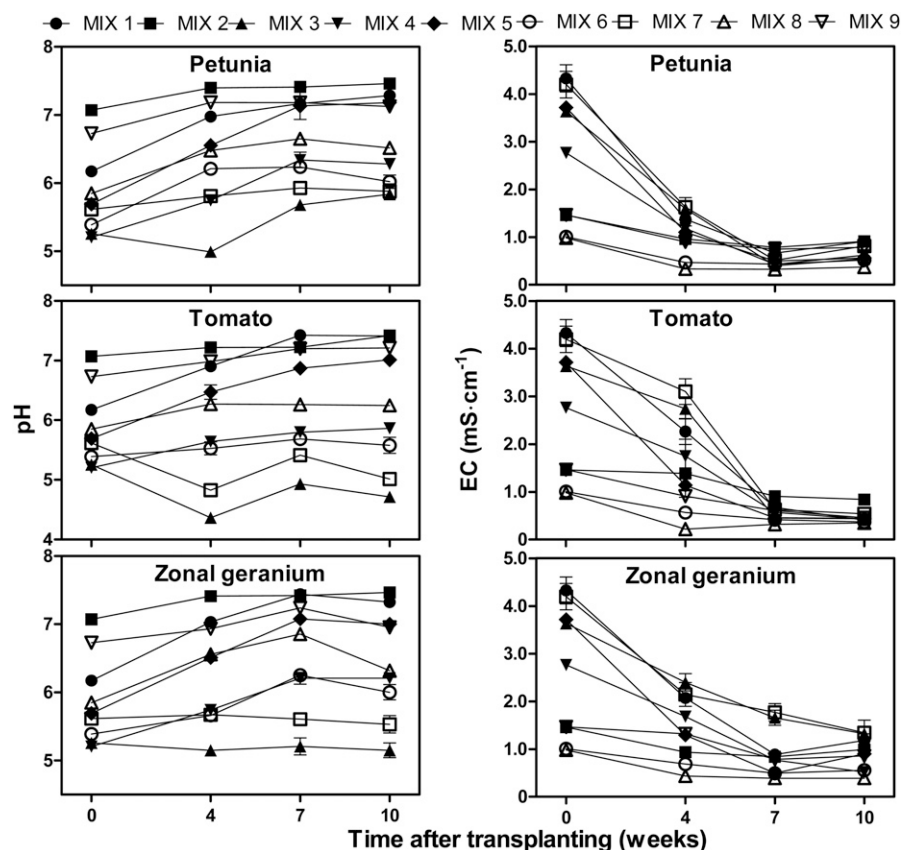 MIX 1 MIX 2 MIX 3 MIX 4 MIX 5 MIX 6 MIX 7 MIX 8 MIX 9
Petunia
8
7
6
5
Petunia
5.0
4.0
3.0
2.0
1.0
0.0
Tomato
8
7
6
5
4
Tomato
5.0
4.0
3.0
2.0
1.0
0.0
Zonal geranium
8
7
6
5
0 4 7 10
Zonal geranium
5.0
4.0
3.0
2.0
1.0
0.0
0 4 7 10
pH
EC (mS·cm⁻¹)
Time after transplanting (weeks)